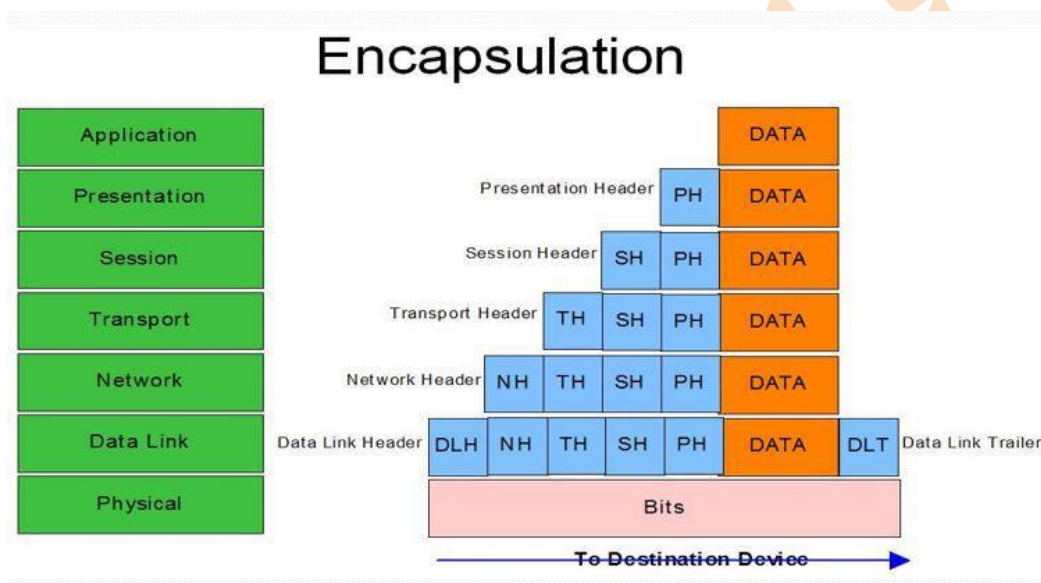 Encapsulation
Application DATA
Presentation Presentation Header PH DATA
Session Session Header SH PH DATA
Transport Transport Header TH SH PH DATA
Network Network Header NH TH SH PH DATA
Data Link Data Link Header DLH NH TH SH PH DATA DLT Data Link Trailer
Physical Bits
To Destination Device